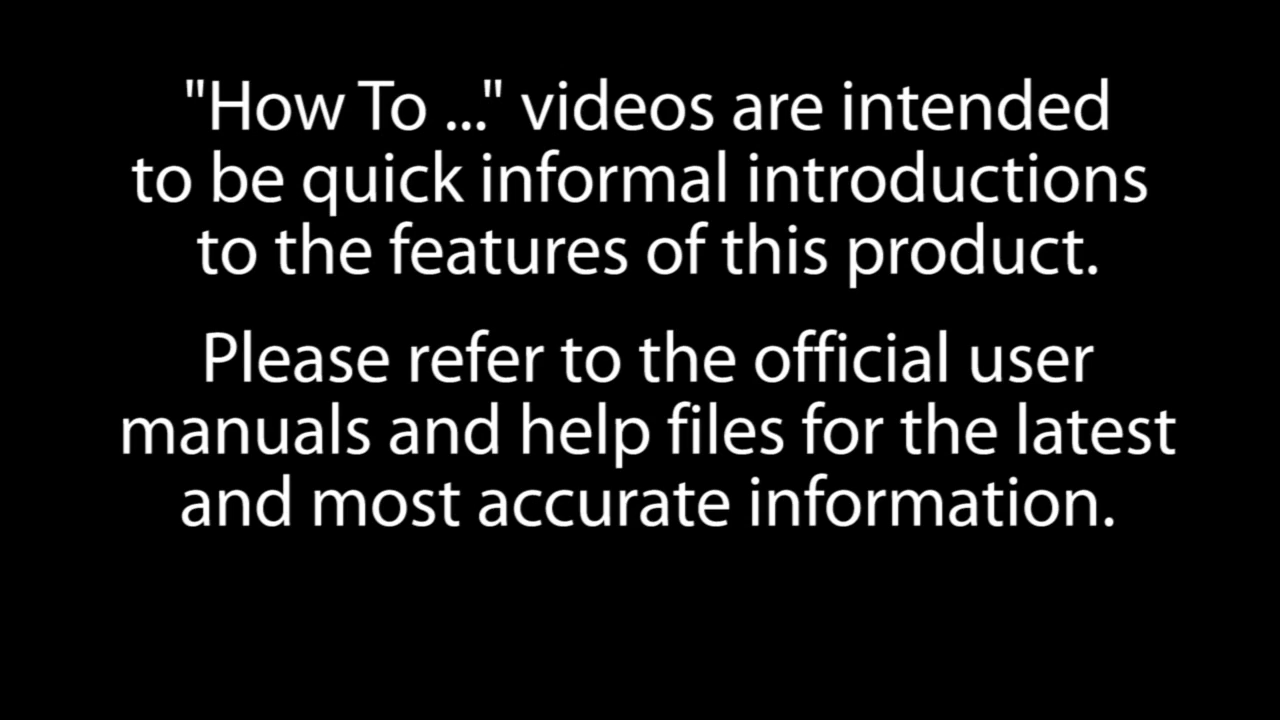 "How To ..." videos are intended
to be quick informal introductions
to the features of this product.
Please refer to the official user
manuals and help files for the latest
and most accurate information.